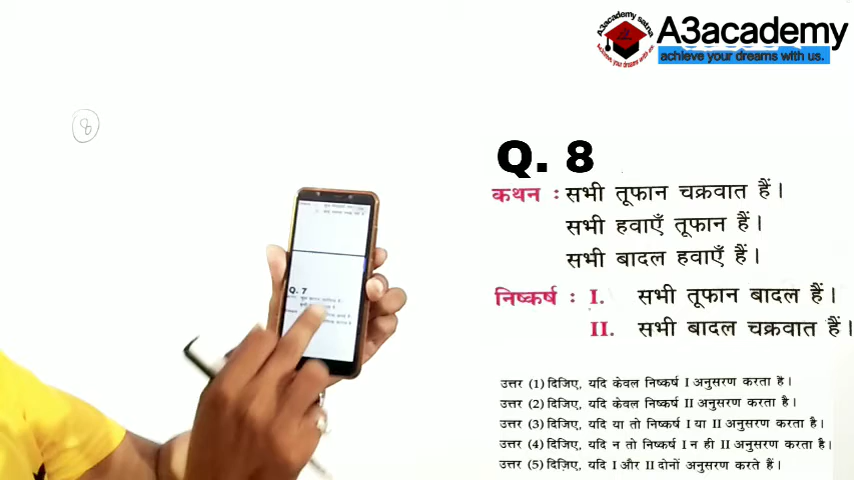 A3academy satna
A3academy
achieve your dreams with us.
8
Q. 8
कथन : सभी तूफान चक्रवात हैं।
सभी हवाएँ तूफान हैं।
सभी बादल हवाएँ हैं।
निष्कर्ष : I. सभी तूफान बादल हैं।
II. सभी बादल चक्रवात हैं।
उत्तर (1) दिजिए, यदि केवल निष्कर्ष I अनुसरण करता है।
उत्तर (2) दिजिए, यदि केवल निष्कर्ष II अनुसरण करता है।
उत्तर (3) दिजिए, यदि या तो निष्कर्ष I या II अनुसरण करता है।
उत्तर (4) दिजिए, यदि न तो निष्कर्ष I न ही II अनुसरण करता है।
उत्तर (5) दिजिए, यदि I और II दोनों अनुसरण करते हैं।
Q. 7